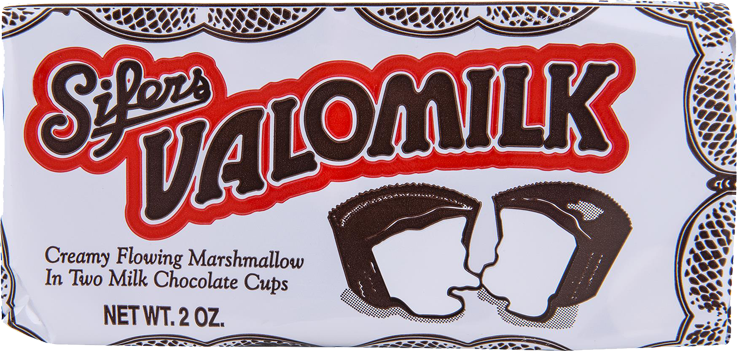 Sifers
VALOMILK
Creamy Flowing Marshmallow
In Two Milk Chocolate Cups
NET WT. 2 OZ.